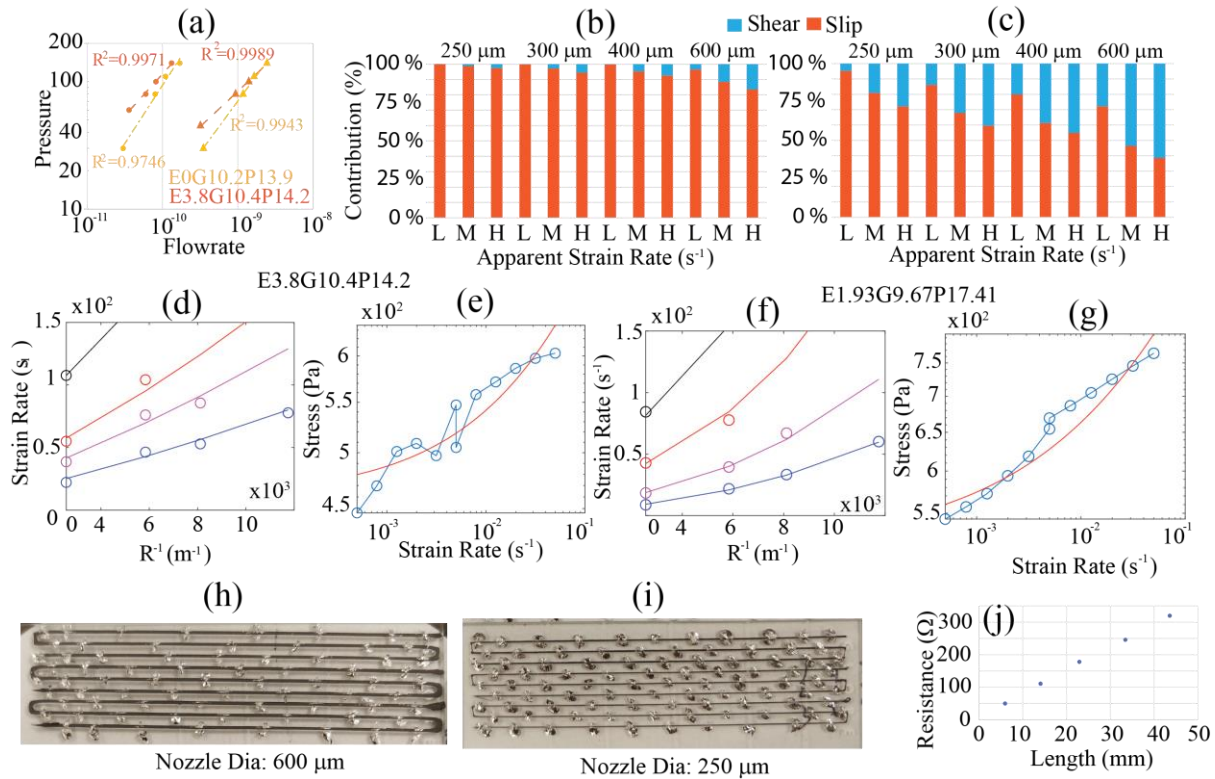 (a)
200
100
40
20
10
Pressure
R²=0.9971
R²=0.9989
R²=0.9943
R²=0.9746
E0G10.2P13.9
E3.8G10.4P14.2
10⁻¹¹ 10⁻¹⁰ 10⁻⁹ 10⁻⁸
Flowrate
Shear Slip
(b)
250 μm 300 μm 400 μm 600 μm
100 %
75 %
50 %
25 %
0 %
Contribution (%)
L M H L M H L M H L M H
Apparent Strain Rate (s⁻¹)
(c)
250 μm 300 μm 400 μm 600 μm
100 %
75 %
50 %
25 %
0 %
L M H L M H L M H L M H
Apparent Strain Rate (s⁻¹)
E3.8G10.4P14.2
E1.93G9.67P17.41
(d)
x10²
1.5
1
0.5
0
Strain Rate (s
x10³
0 4 6 8 10
R⁻¹ (m⁻¹)
(e)
x10²
6
5.5
5
4.5
Stress (Pa)
10⁻³ 10⁻² 10⁻¹
Strain Rate (s⁻¹)
(f)
x10²
1.5
1
0.5
0
Strain Rate (s⁻¹)
x10³
4 6 8 10
R⁻¹ (m⁻¹)
(g)
x10²
7.5
7
6.5
6
5.5
Stress (Pa)
10⁻³ 10⁻² 10⁻¹
Strain Rate (s⁻¹)
(h)
Nozzle Dia: 600 μm
(i)
Nozzle Dia: 250 μm
(j)
300
200
100
0
Resistance (Ω)
0 10 20 30 40 50
Length (mm)